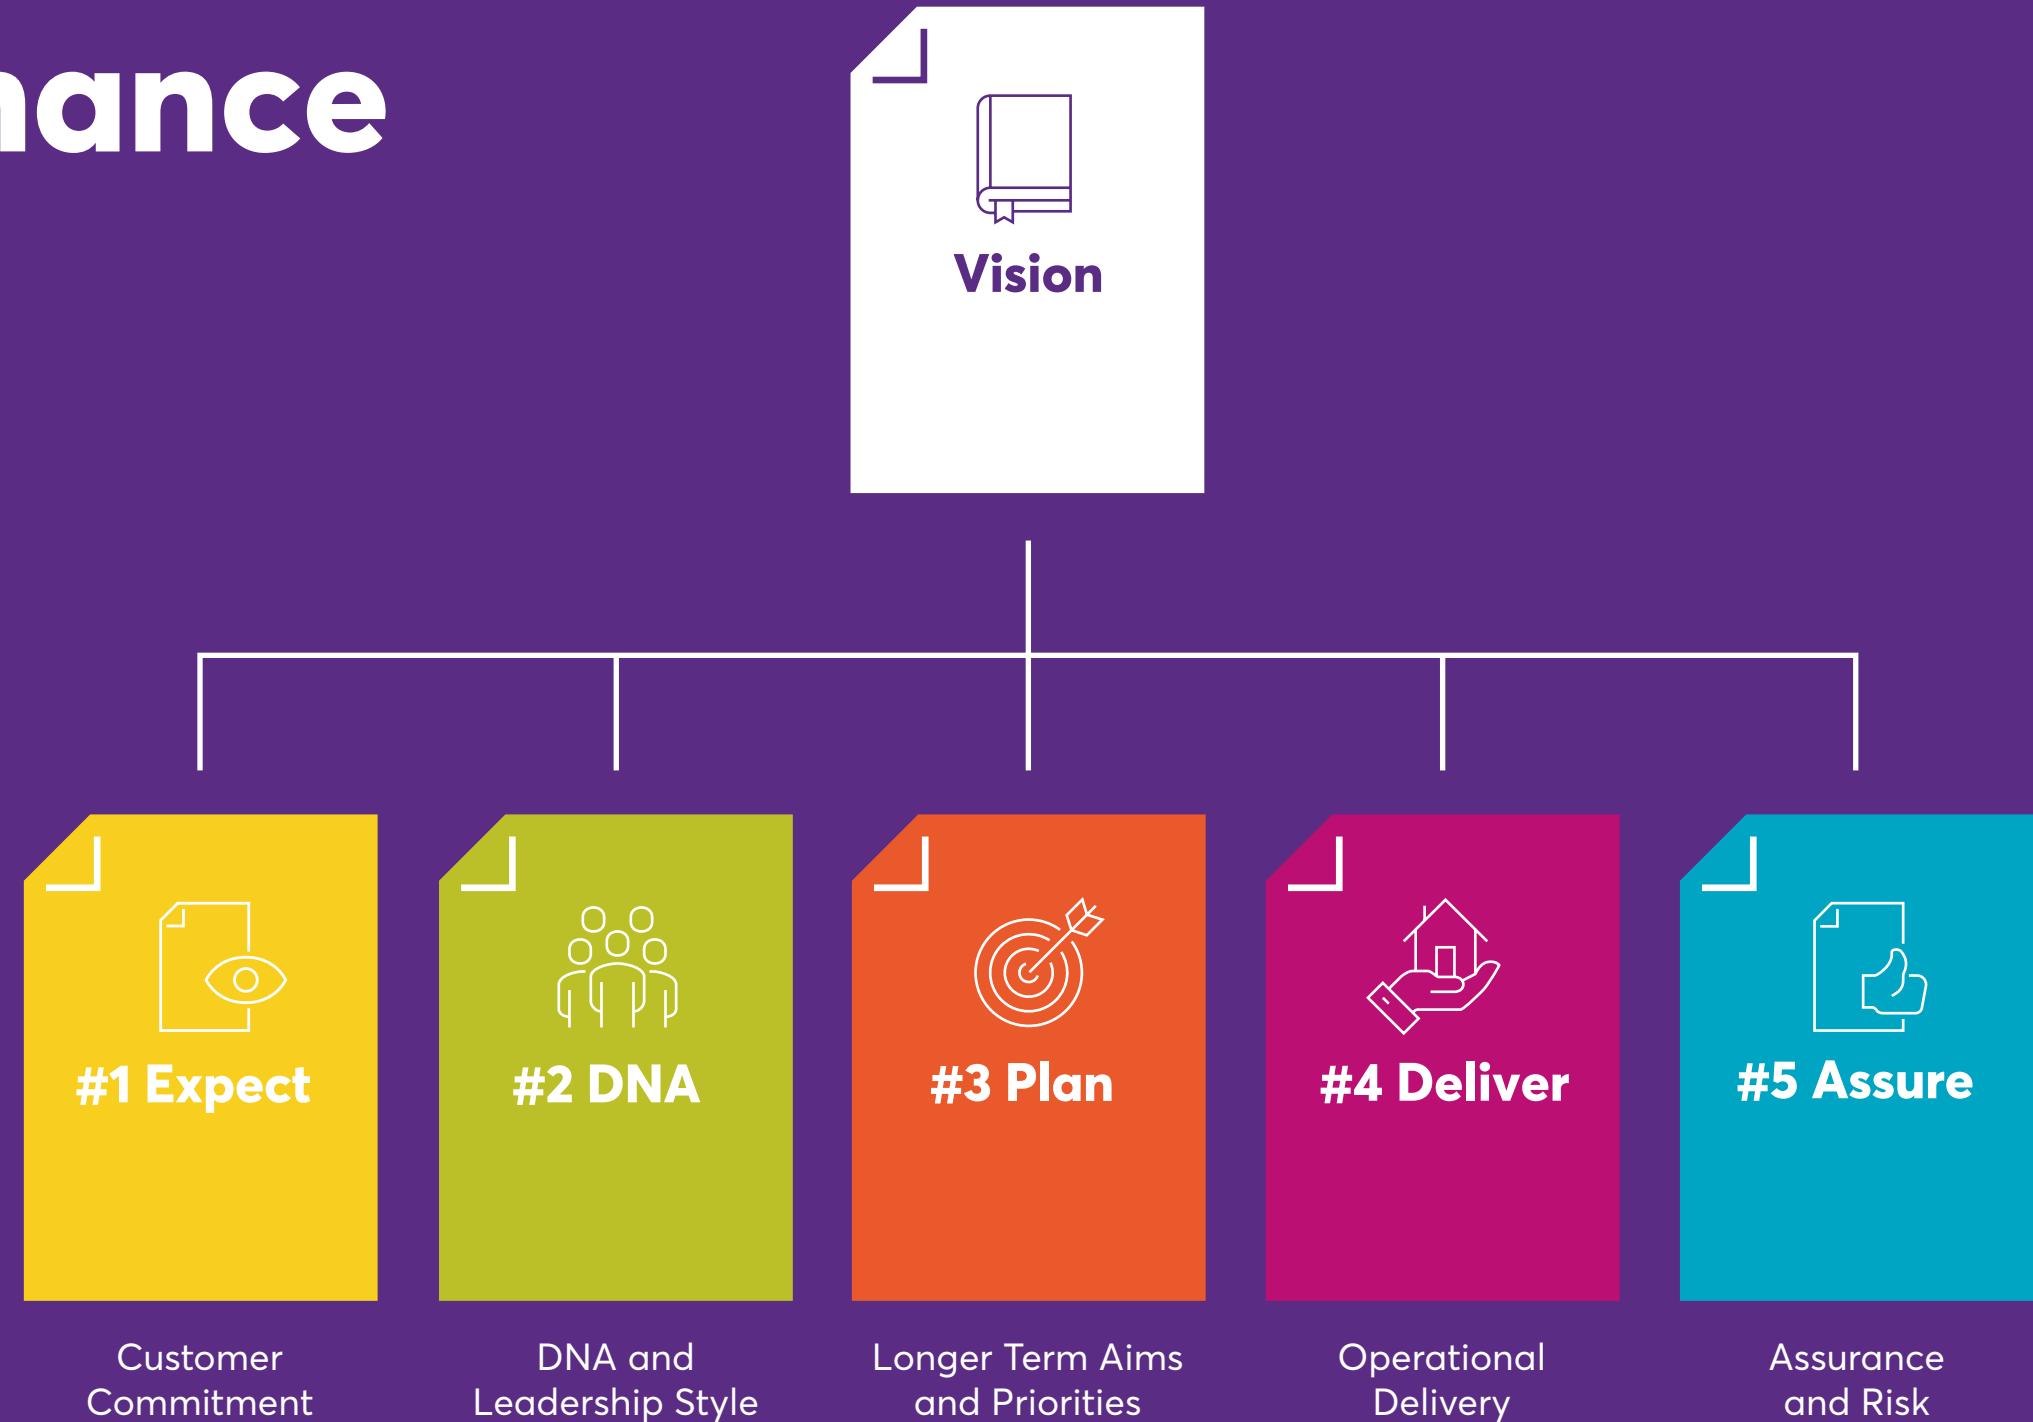 nance
Vision
#1 Expect
#2 DNA
#3 Plan
#4 Deliver
#5 Assure
Customer
Commitment
DNA and
Leadership Style
Longer Term Aims
and Priorities
Operational
Delivery
Assurance
and Risk